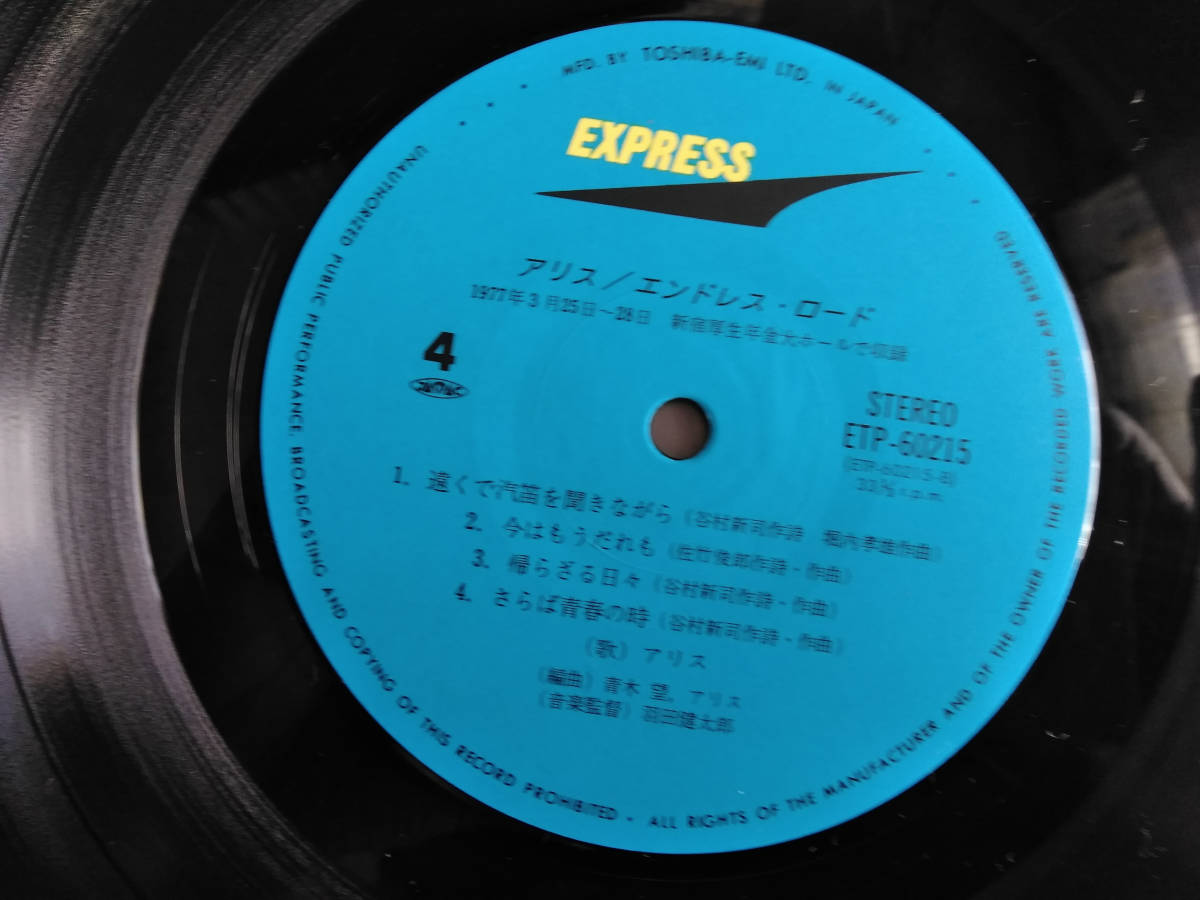 MFD. BY TOSHIBA-EMI LTD. IN JAPAN
EXPRESS
アリス/エンドレス・ロード
1977年3月25日〜28日 新宿厚生年金大ホールで収録
4
STEREO
ETP-60215
(ETP-60215-B)
33⅓r.p.m.
1. 遠くで汽笛を聞きながら (谷村新司作詩 堀内孝雄作曲)
2. 今はもうだれも (佐竹俊郎作詩・作曲)
3. 帰らざる日々 (谷村新司作詩・作曲)
4. さらば青春の時 (谷村新司作詩・作曲)
(歌) アリス
(編曲) 青木 望, アリス
(音楽監督) 羽田健太郎
UNAUTHORIZED PUBLIC PERFORMANCE, BROADCASTING AND COPYING OF THIS RECORD PROHIBITED • ALL RIGHTS OF THE MANUFACTURER AND OF THE OWNER OF THE RECORDED WORK ARE RESERVED